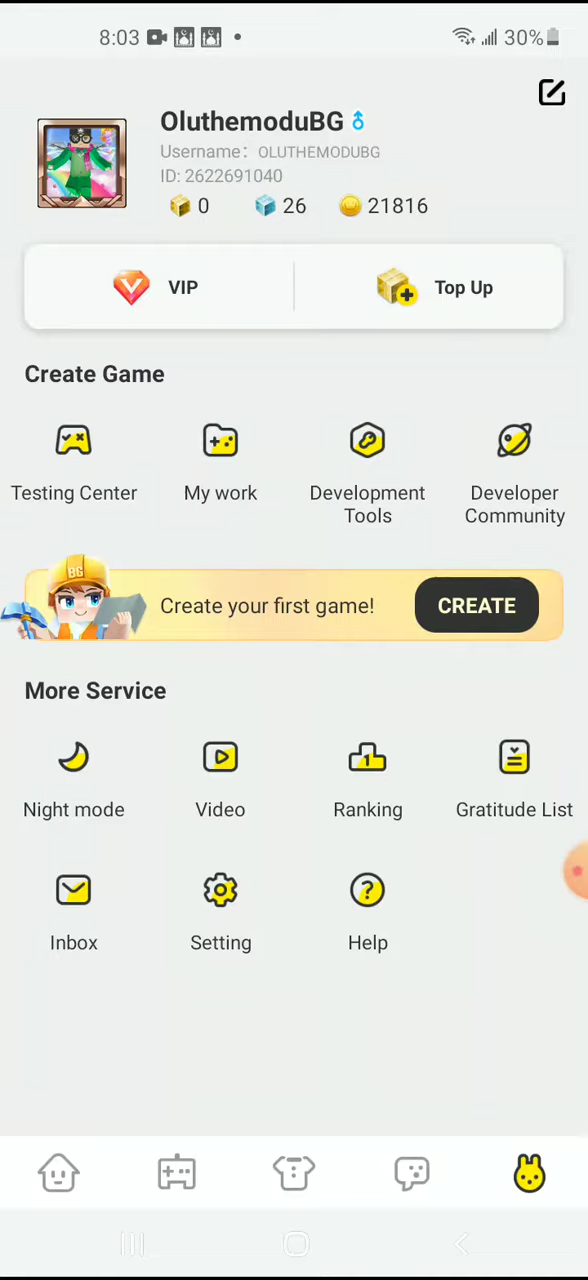 8:03
30%
OluthemoduBG
Username: OLUTHEMODUBG
ID: 2622691040
0
26
21816
VIP
Top Up
Create Game
Testing Center
My work
Development Tools
Developer Community
BG
Create your first game!
CREATE
More Service
Night mode
Video
1
Ranking
Gratitude List
Inbox
Setting
?
Help